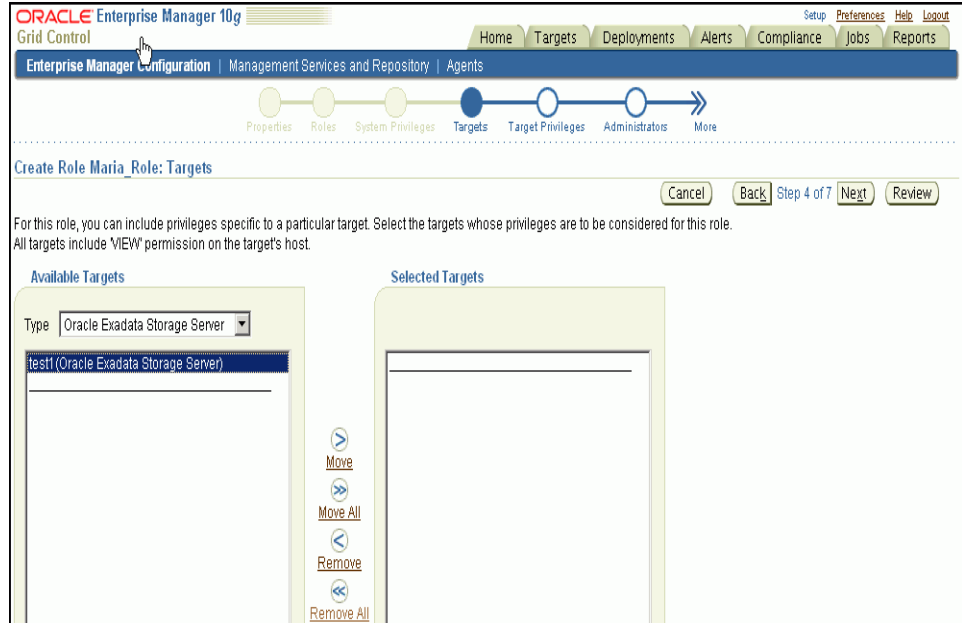 ORACLE Enterprise Manager 10g
Setup Preferences Help Logout
Grid Control
Home Targets Deployments Alerts Compliance Jobs Reports
Enterprise Manager Configuration | Management Services and Repository | Agents
Properties Roles System Privileges Targets Target Privileges Administrators More
Create Role Maria_Role: Targets
Cancel Back Step 4 of 7 Next Review
For this role, you can include privileges specific to a particular target. Select the targets whose privileges are to be considered for this role.
All targets include 'VIEW' permission on the target's host.
Available Targets
Selected Targets
Type Oracle Exadata Storage Server
test1 (Oracle Exadata Storage Server)
Move
Move All
Remove
Remove All